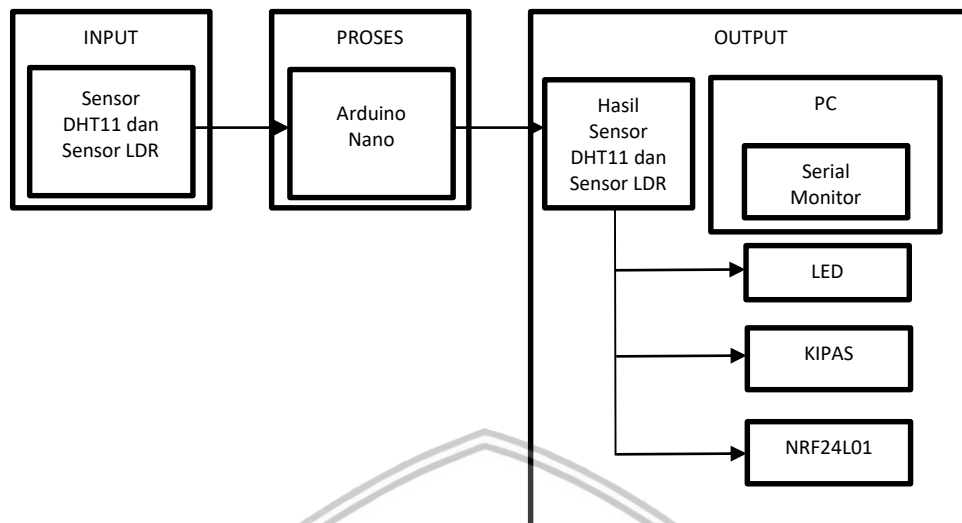 INPUT
Sensor
DHT11 dan
Sensor LDR
PROSES
Arduino
Nano
OUTPUT
Hasil
Sensor
DHT11 dan
Sensor LDR
PC
Serial
Monitor
LED
KIPAS
NRF24L01